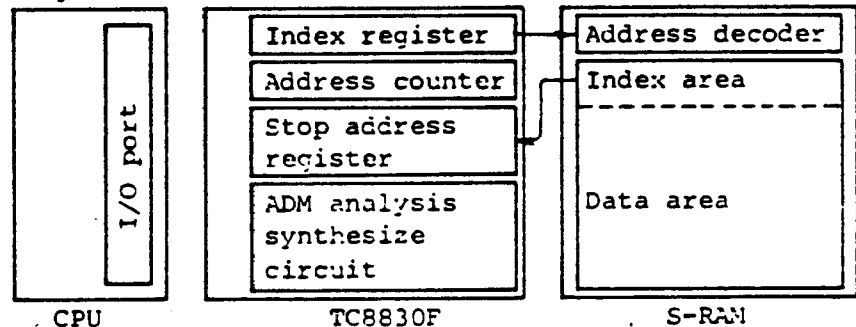 I/O port
CPU
Index register
Address counter
Stop address
register
ADM analysis
synthesize
circuit
TC8830F
Address decoder
Index area
Data area
S-RAM